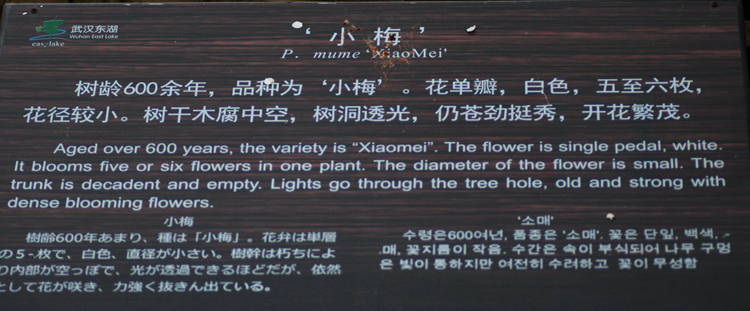 武汉东湖
Wuhan East Lake
easylake
‘小梅’
P. mume ‘XiaoMei’
树龄600余年，品种为‘小梅’。花单瓣，白色，五至六枚，
花径较小。树干木腐中空，树洞透光，仍苍劲挺秀，开花繁茂。
Aged over 600 years, the variety is “Xiaomei”. The flower is single pedal, white.
It blooms five or six flowers in one plant. The diameter of the flower is small. The
trunk is decadent and empty. Lights go through the tree hole, old and strong with
dense blooming flowers.
小梅
樹齢600年あまり、種は「小梅」。花弁は単層
の5-枚で、白色、直径が小さい。樹幹は朽ちによ
り内部が空っぽで、光が透過できるほどだが、依然
として花が咲き、力強く抜きん出ている。
'소매'
수령은600여년, 품종은 '소매', 꽃은 단일, 백색, -
매, 꽃지름이 작음. 수간은 속이 부식되어 나무 구멍
은 빛이 통하지만 여전히 수려하고 꽃이 무성함